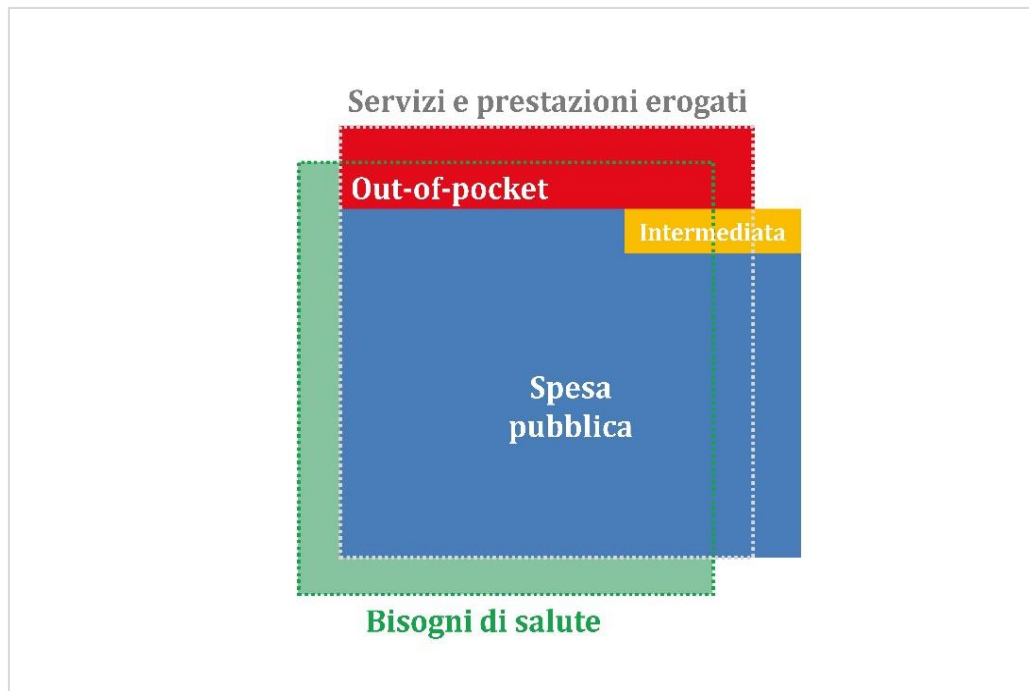 Servizi e prestazioni erogati
Out-of-pocket
Intermediata
Spesa
pubblica
Bisogni di salute